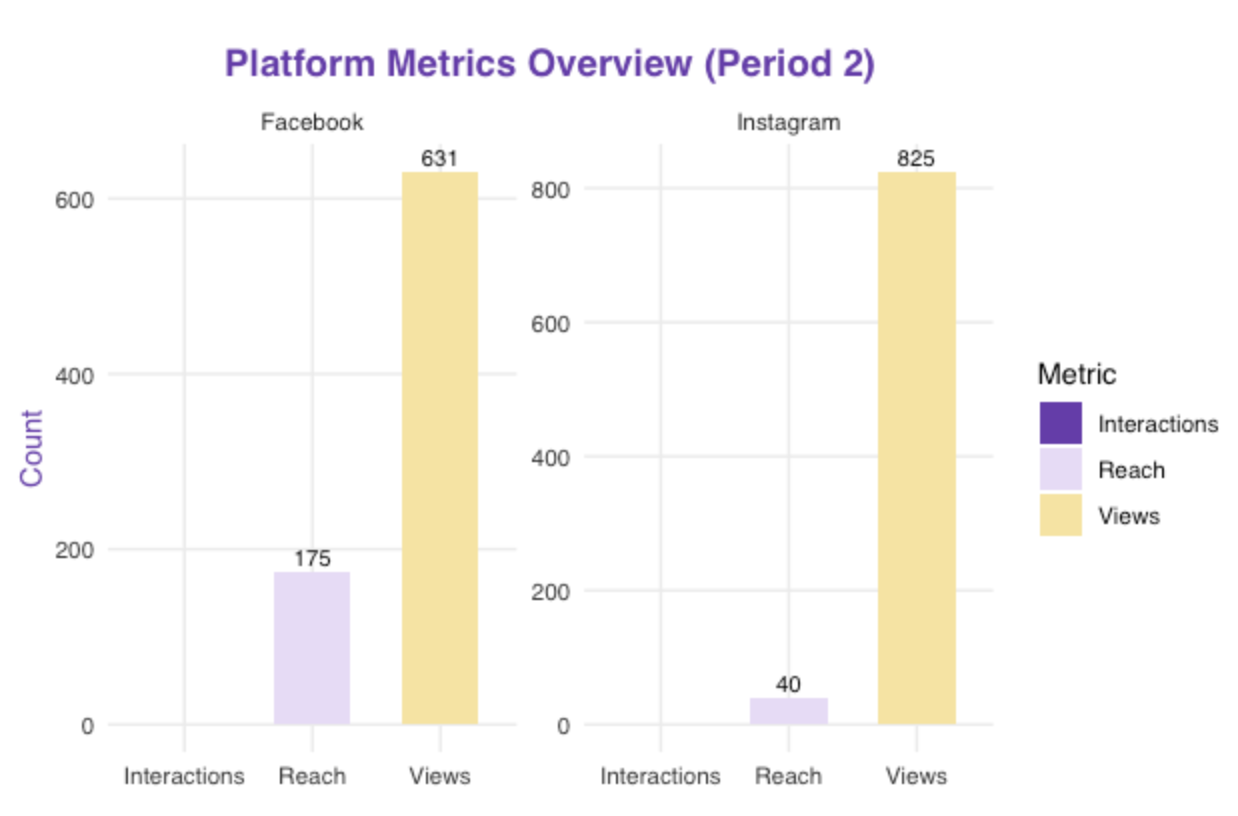 Platform Metrics Overview (Period 2)
Facebook
631
600
400
200
175
0
Interactions Reach Views
Count
Instagram
825
800
600
400
200
40
0
Interactions Reach Views
Metric
Interactions
Reach
Views